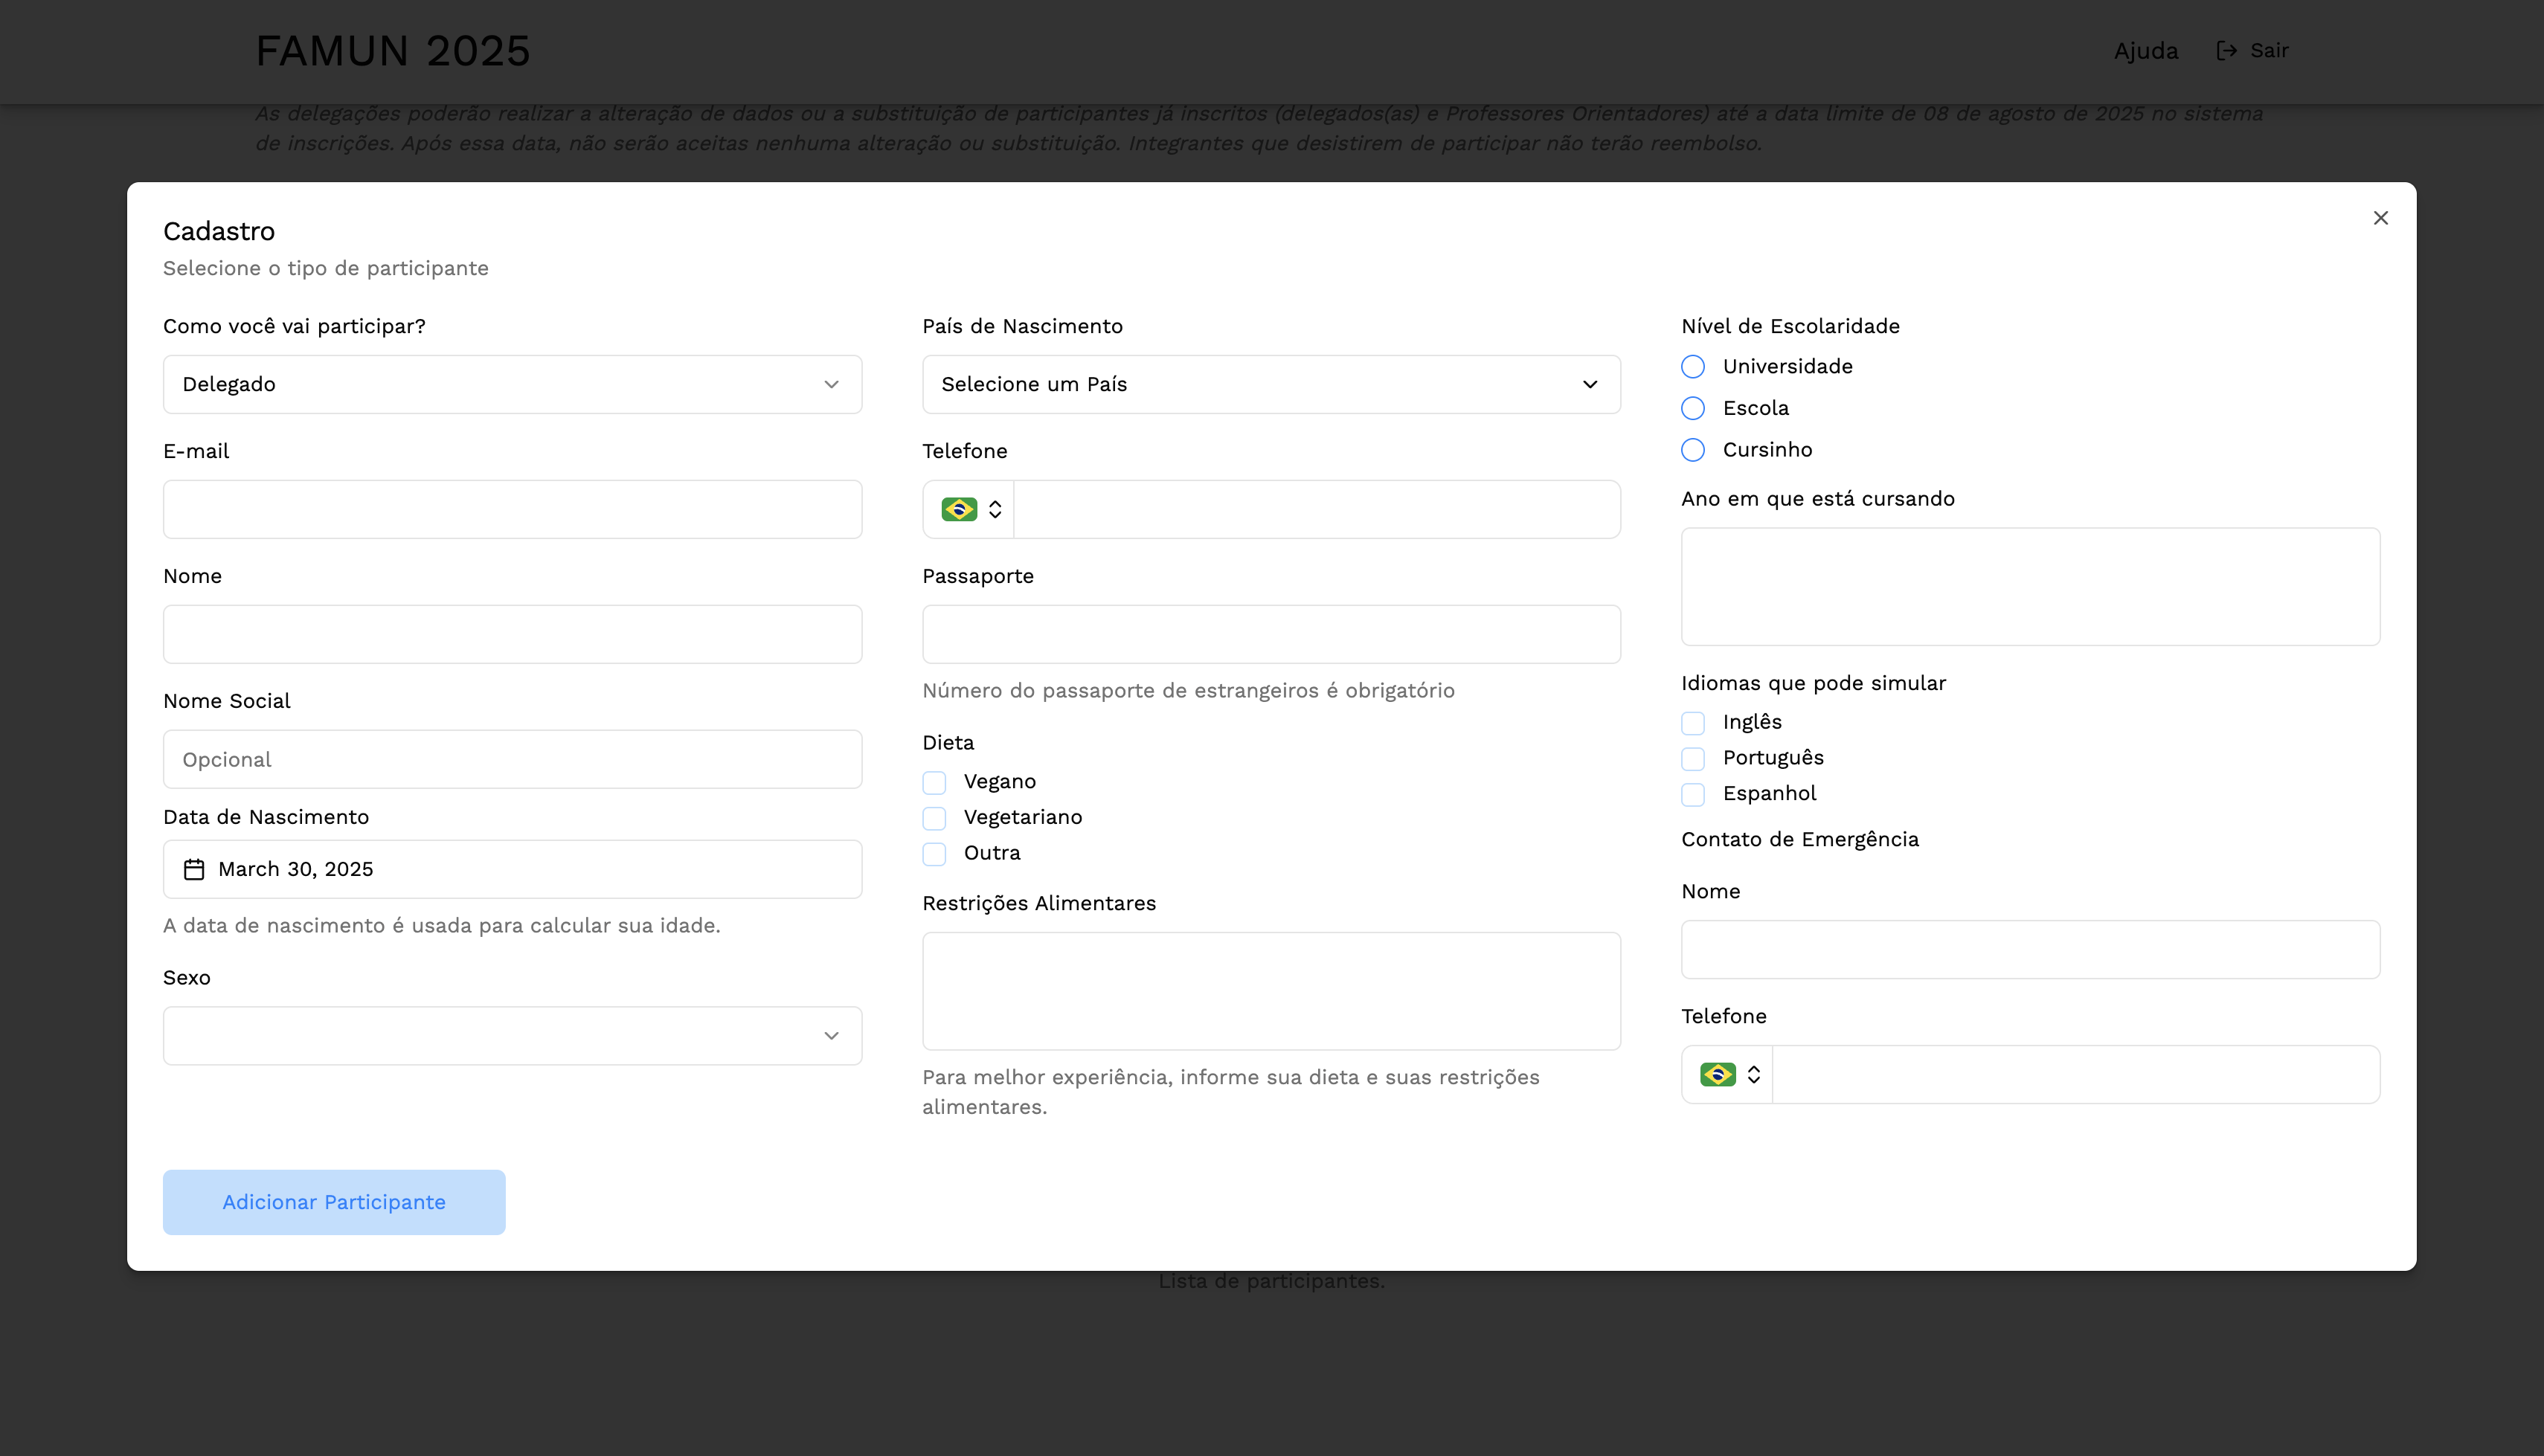 FAMUN 2025
Ajuda
Sair
As delegações poderão realizar a alteração de dados ou a substituição de participantes já inscritos (delegados(as) e Professores Orientadores) até a data limite de 08 de agosto de 2025 no sistema
de inscrições. Após essa data, não serão aceitas nenhuma alteração ou substituição. Integrantes que desistirem de participar não terão reembolso.
Cadastro
Selecione o tipo de participante
Como você vai participar?
Delegado
E-mail
Nome
Nome Social
Opcional
Data de Nascimento
March 30, 2025
A data de nascimento é usada para calcular sua idade.
Sexo
País de Nascimento
Selecione um País
Telefone
Passaporte
Número do passaporte de estrangeiros é obrigatório
Dieta
Vegano
Vegetariano
Outra
Restrições Alimentares
Para melhor experiência, informe sua dieta e suas restrições
alimentares.
Nível de Escolaridade
Universidade
Escola
Cursinho
Ano em que está cursando
Idiomas que pode simular
Inglês
Português
Espanhol
Contato de Emergência
Nome
Telefone
Adicionar Participante
Lista de participantes.